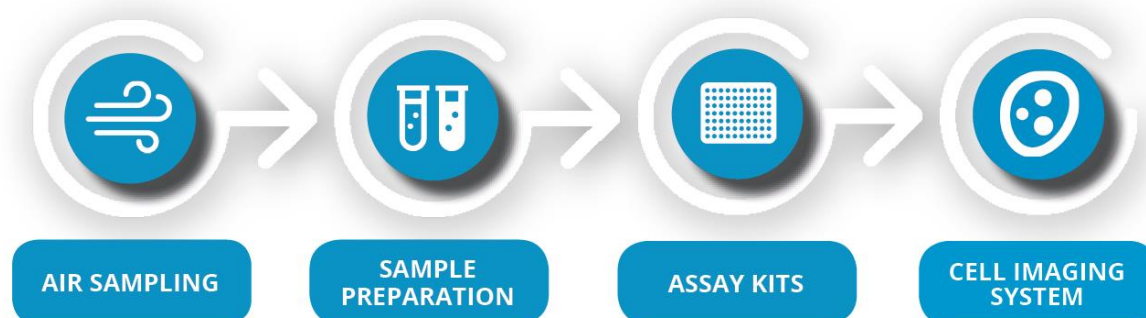 AIR SAMPLING
SAMPLE
PREPARATION
ASSAY KITS
CELL IMAGING
SYSTEM